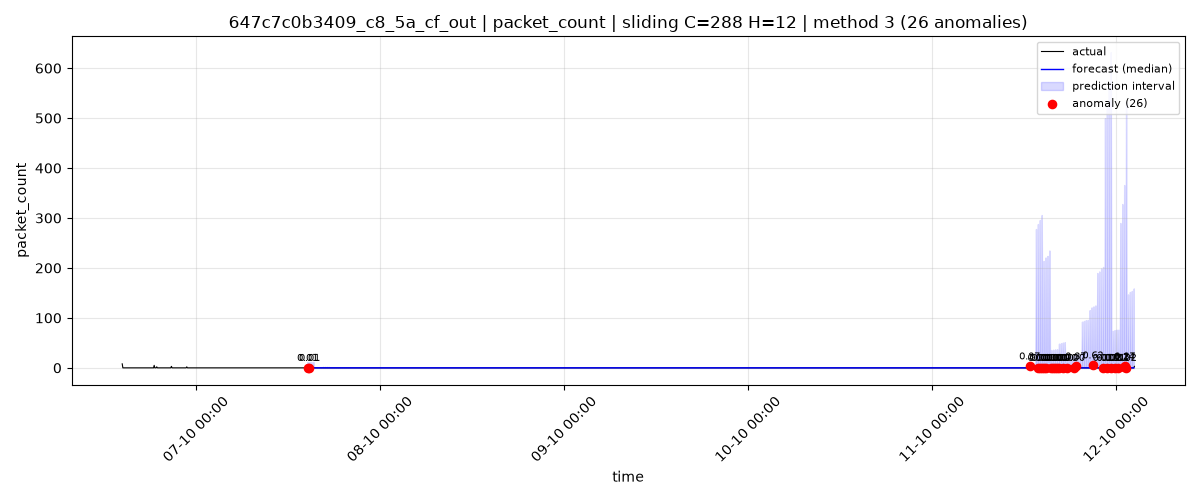 647c7c0b3409_c8_5a_cf_out | packet_count | sliding C=288 H=12 | method 3 (26 anomalies)
actual
forecast (median)
prediction interval
anomaly (26)
packet_count
600
500
400
300
200
100
0
07-10 00:00
08-10 00:00
09-10 00:00
10-10 00:00
11-10 00:00
12-10 00:00
time